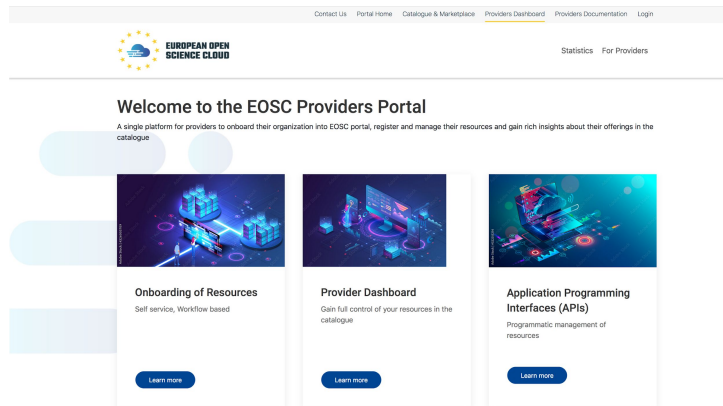 Contact Us Portal Home Catalogue & Marketplace Providers Dashboard Providers Documentation Login
EUROPEAN OPEN
SCIENCE CLOUD
Statistics For Providers
Welcome to the EOSC Providers Portal
A single platform for providers to onboard their organization into EOSC portal, register and manage their resources and gain rich insights about their offerings in the
catalogue
Onboarding of Resources
Self service, Workflow based
Learn more
Provider Dashboard
Gain full control of your resources in the
catalogue
Learn more
Application Programming
Interfaces (APIs)
Programmatic management of
resources
Learn more